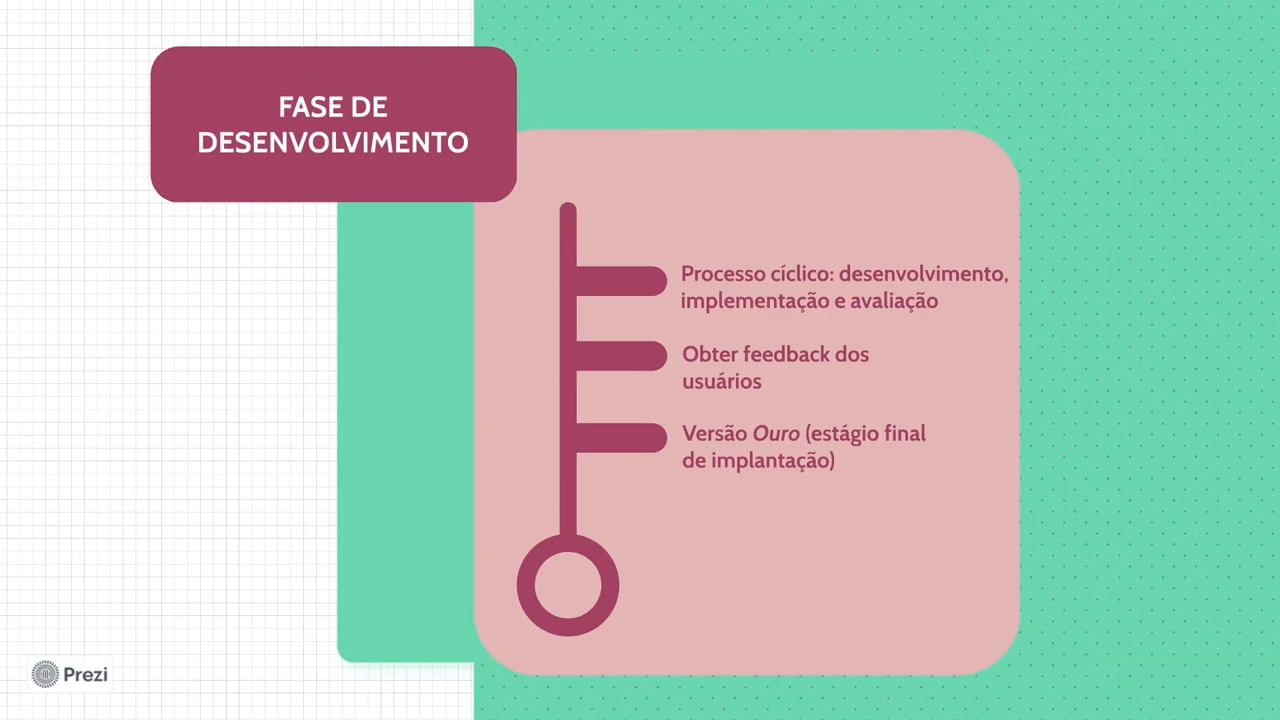 FASE DE
DESENVOLVIMENTO
Processo cíclico: desenvolvimento,
implementação e avaliação
Obter feedback dos
usuários
Versão Ouro (estágio final
de implantação)
Prezi